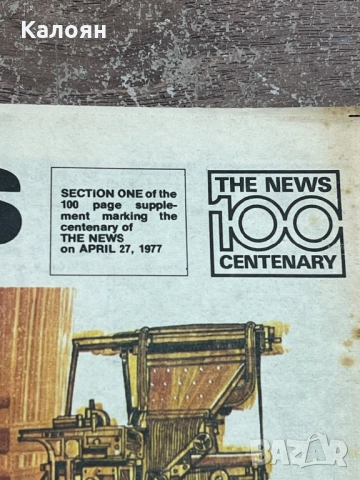 Калоян
S
SECTION ONE of the
100 page supple-
ment marking the
centenary of
THE NEWS
on APRIL 27, 1977
THE NEWS
100
CENTENARY
BAZAR